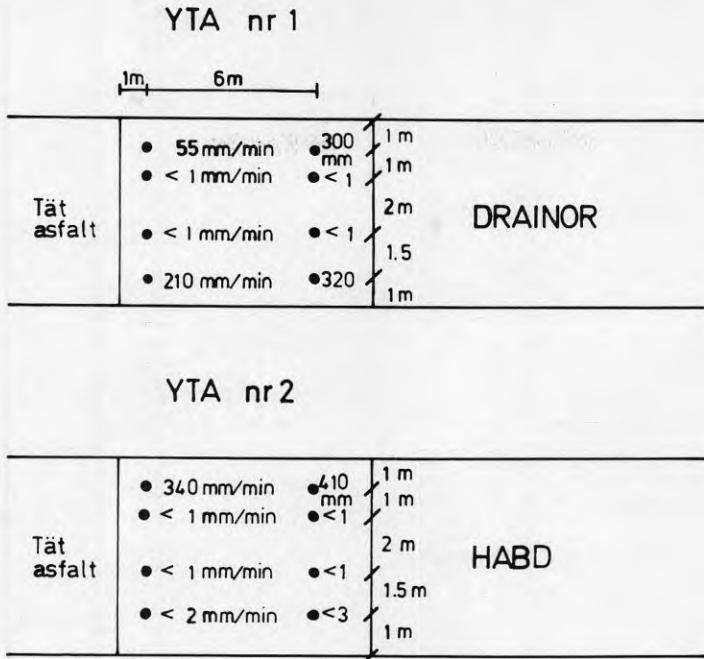 YTA nr 1
1m 6m
55 mm/min 300 mm 1 m
< 1 mm/min < 1 1m
Tät asfalt 2m DRAINOR
< 1 mm/min < 1
1.5
210 mm/min 320
1m
YTA nr 2
340 mm/min 410 mm 1 m
< 1 mm/min <1 1 m
Tät asfalt 2 m HABD
< 1 mm/min <1
1.5 m
< 2 mm/min <3
1 m